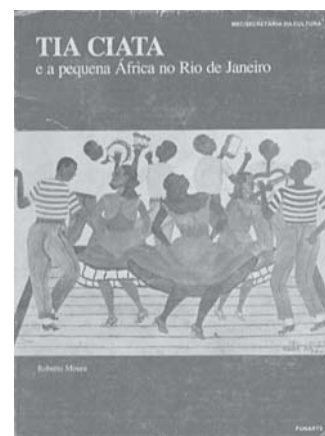 MEC/SECRETARIA DA CULTURA
TIA CIATA
e a pequena África no Rio de Janeiro
Roberto Moura
FUNARTE